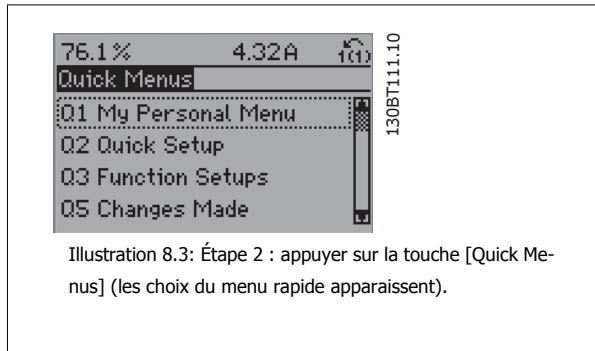 76.1% 4.32A 1(1)
Quick Menus
Q1 My Personal Menu
Q2 Quick Setup
Q3 Function Setups
Q5 Changes Made
130BT111.10
Illustration 8.3: Étape 2 : appuyer sur la touche [Quick Me-
nus] (les choix du menu rapide apparaissent).